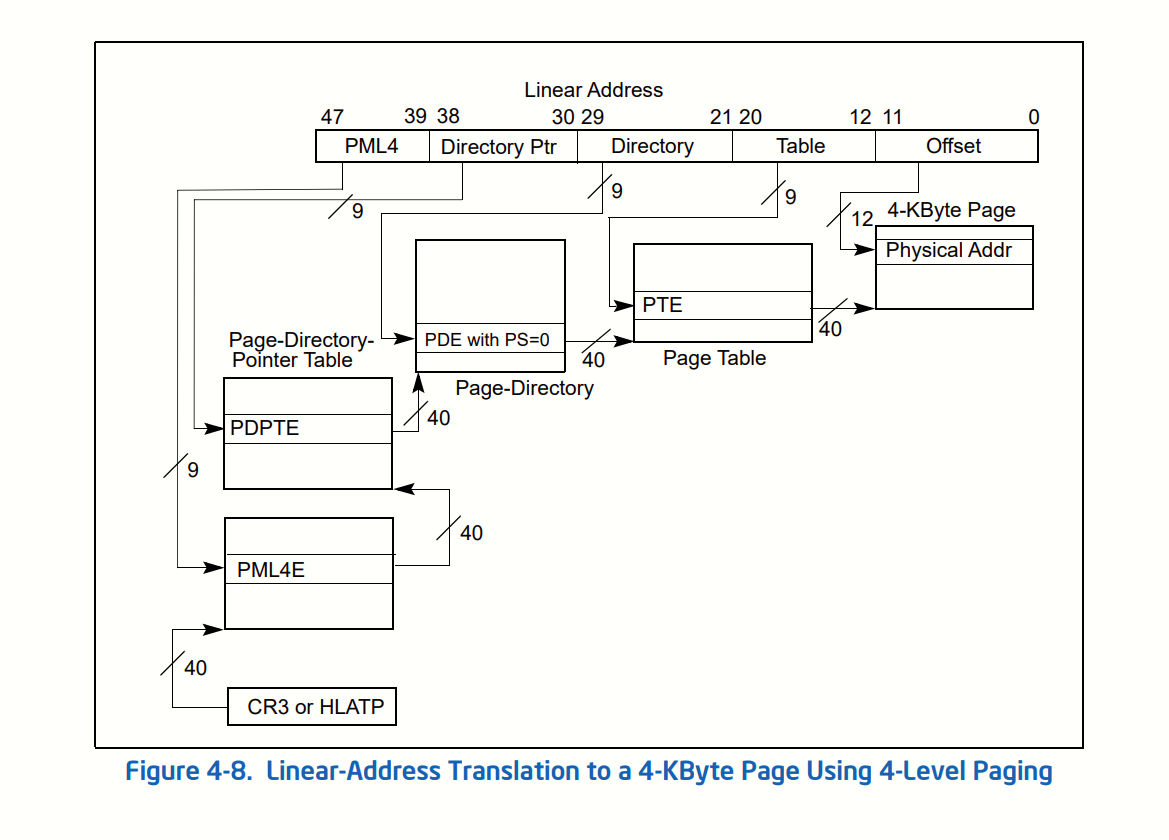 Linear Address
47 39 38 30 29 21 20 12 11 0
PML4 Directory Ptr Directory Table Offset
9
9
9
12
4-KByte Page
Physical Addr
PTE
40
Page Table
PDE with PS=0
40
Page-Directory
Page-Directory-
Pointer Table
PDPTE
40
9
40
PML4E
40
CR3 or HLATP
Figure 4-8. Linear-Address Translation to a 4-KByte Page Using 4-Level Paging